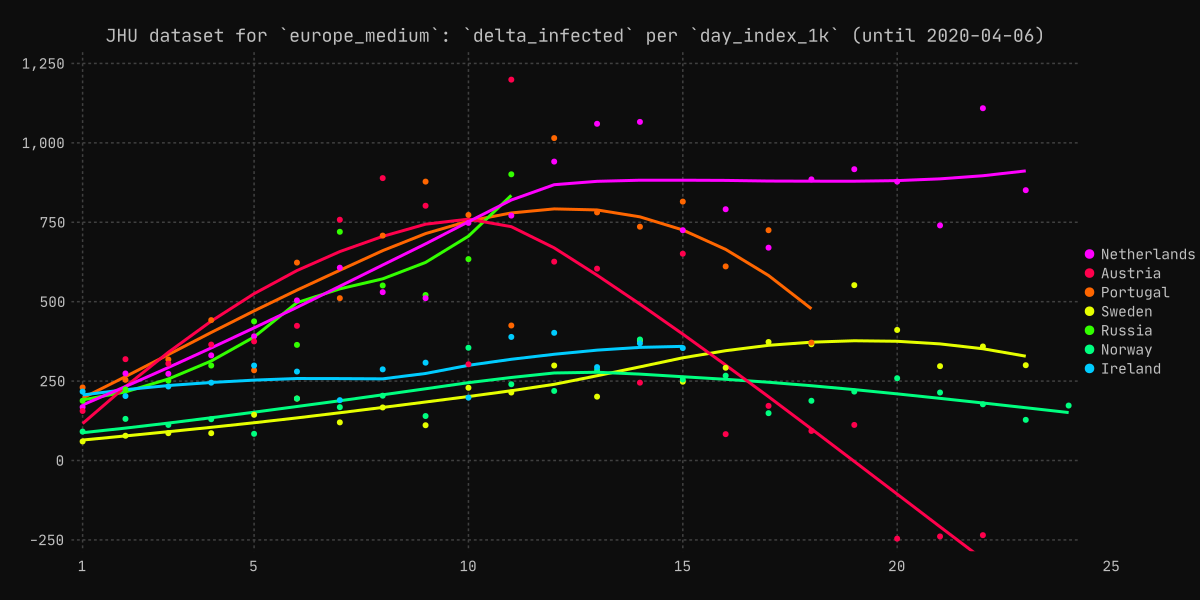 JHU dataset for `europe_medium`: `delta_infected` per `day_index_1k` (until 2020-04-06)
1,250
1,000
750
500
250
0
−250
1 5 10 15 20 25
Netherlands
Austria
Portugal
Sweden
Russia
Norway
Ireland